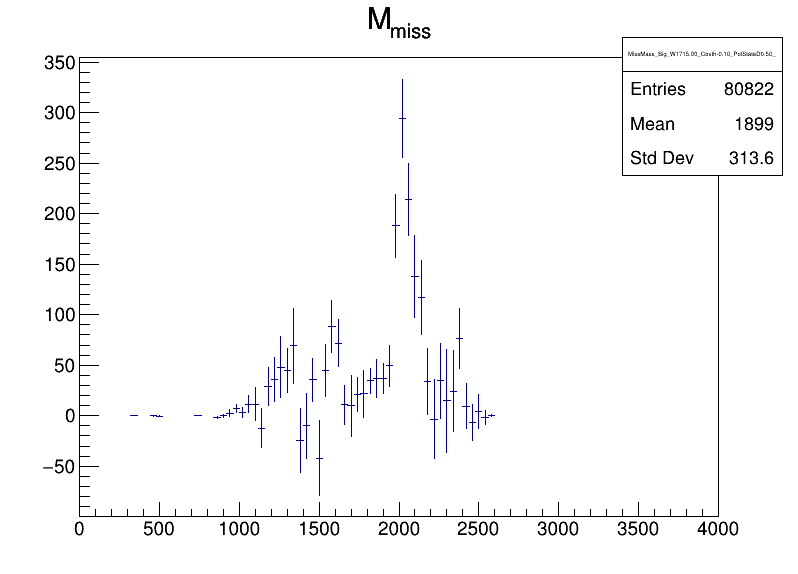 M_miss
MissMass_Sig_W1715.00_Costh-0.10_PolStateD0.50_
Entries 80822
Mean 1899
Std Dev 313.6
350
300
250
200
150
100
50
0
−50
0 500 1000 1500 2000 2500 3000 3500 4000